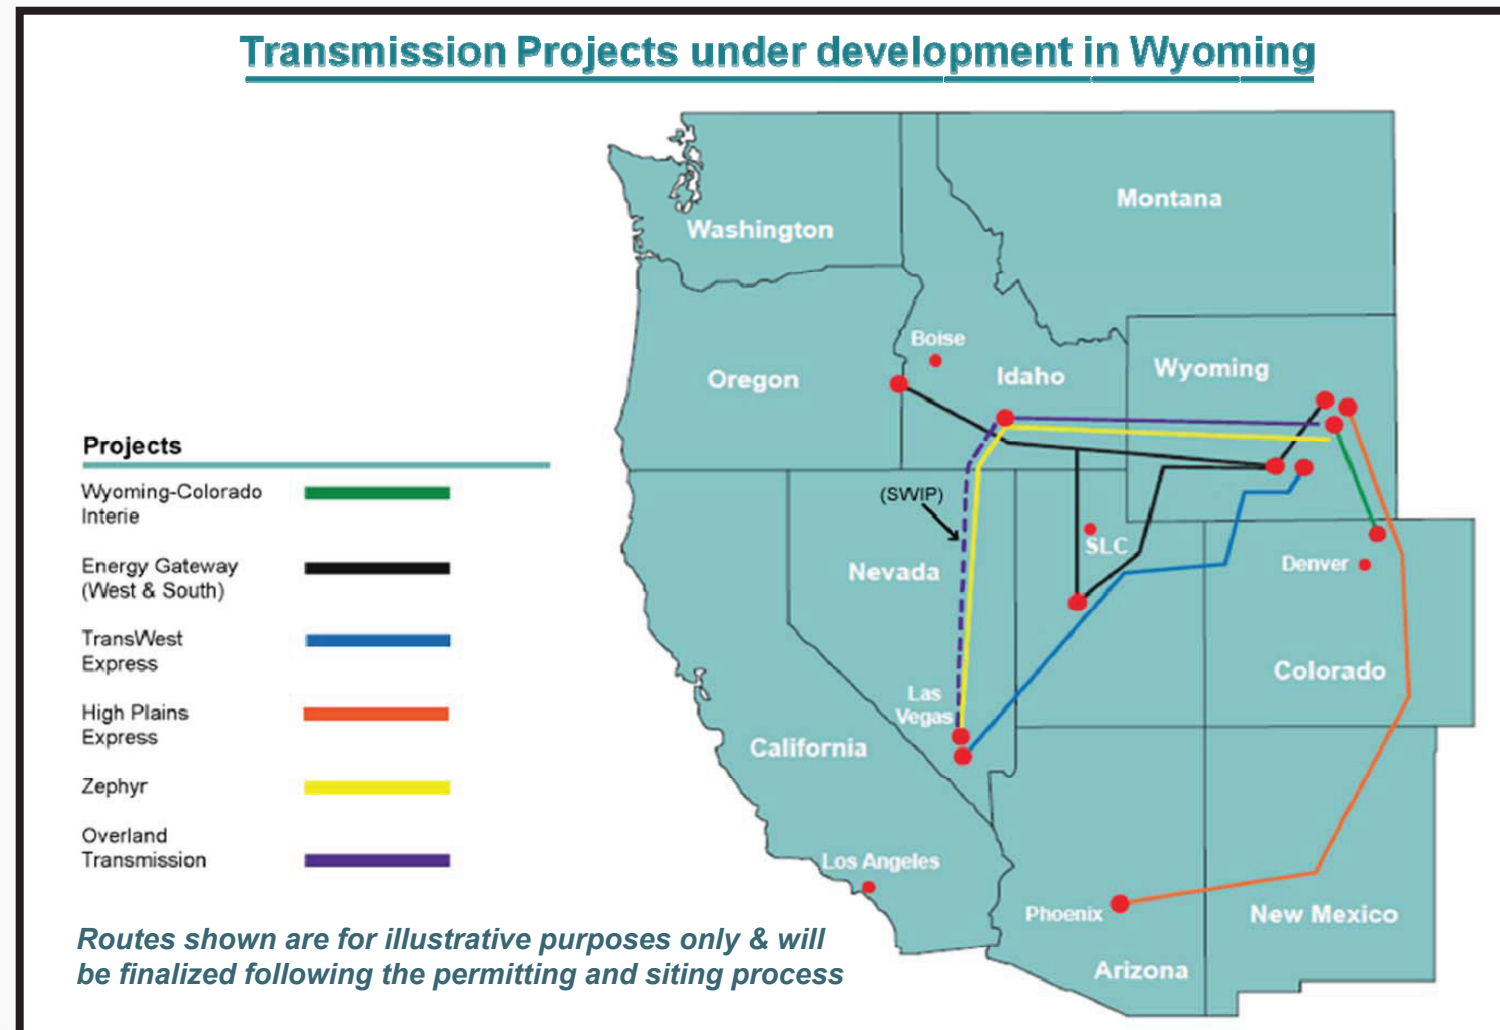 Transmission Projects under development in Wyoming
Washington
Montana
Oregon
Boise
Idaho
Wyoming
Projects
Wyoming-Colorado
Interie
Energy Gateway
(West & South)
TransWest
Express
High Plains
Express
Zephyr
Overland
Transmission
(SWIP)
SLC
Nevada
Denver
Colorado
Las
Vegas
California
Los Angeles
Phoenix
New Mexico
Arizona
Routes shown are for illustrative purposes only & will
be finalized following the permitting and siting process